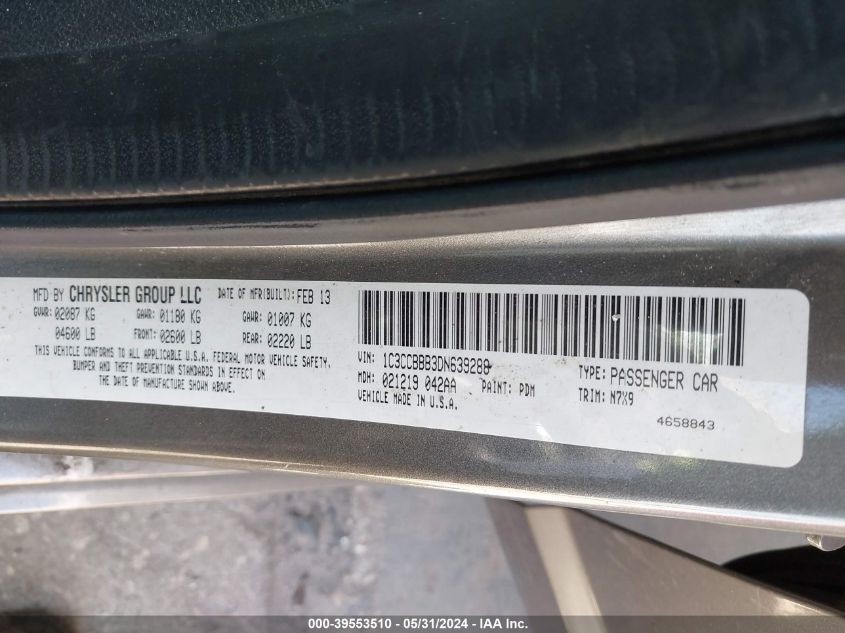 MFD BY CHRYSLER GROUP LLC DATE OF MFR(BUILT): FEB 13
GVWR: 02087 KG GAWR: 01180 KG GAWR: 01007 KG
04600 LB FRONT: 02600 LB REAR: 02220 LB
THIS VEHICLE CONFORMS TO ALL APPLICABLE U.S.A. FEDERAL MOTOR VEHICLE SAFETY,
BUMPER AND THEFT PREVENTION STANDARDS IN EFFECT ON
THE DATE OF MANUFACTURE SHOWN ABOVE.
VIN: 1C3CCBBB3DN639288 TYPE: PASSENGER CAR
MDH: 021219 042AA PAINT: PDM TRIM: N7X9
VEHICLE MADE IN U.S.A. 4658843
000-39553510 - 05/31/2024 - IAA Inc.